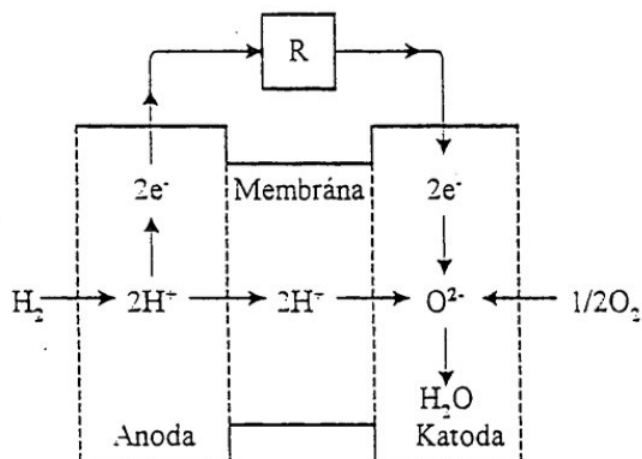 R
2e⁻ Membrána 2e⁻
H₂ 2H⁺ 2H⁺ O²⁻ 1/2O₂
H₂O
Anoda Katoda